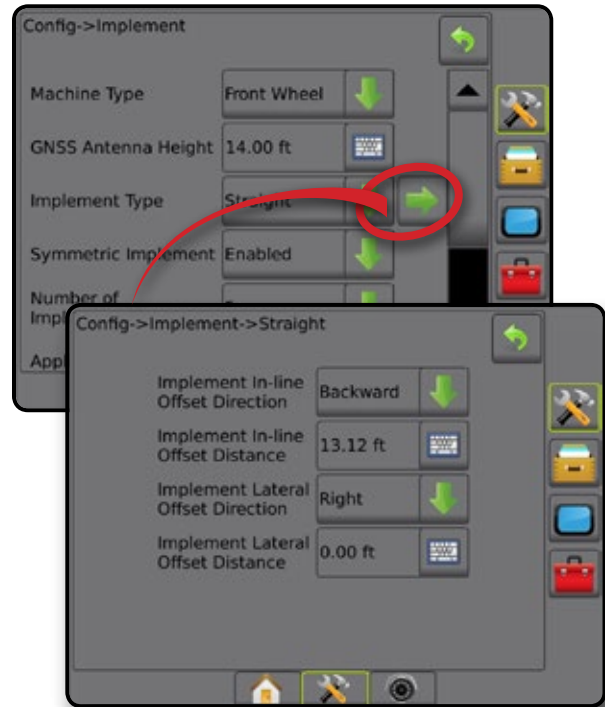 Config->Implement
Machine Type Front Wheel
GNSS Antenna Height 14.00 ft
Implement Type Straight
Symmetric Implement Enabled
Number of
Config->Implement->Straight
Implement In-line
Offset Direction Backward
Implement In-line
Offset Distance 13.12 ft
Implement Lateral
Offset Direction Right
Implement Lateral
Offset Distance 0.00 ft